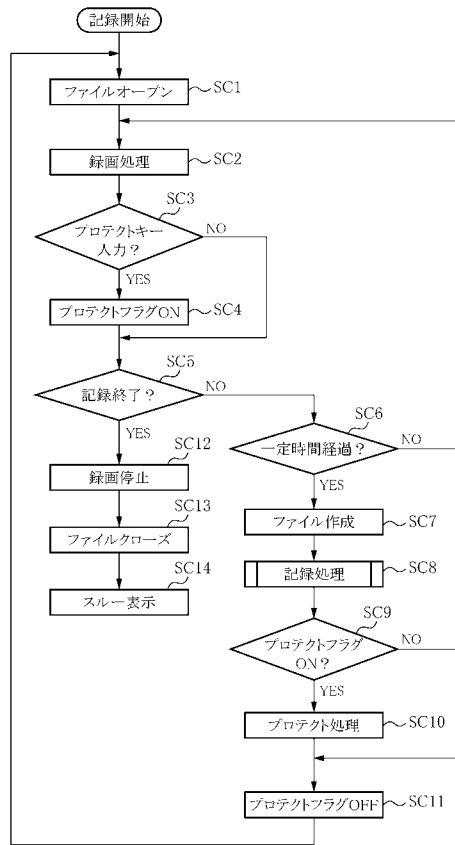 記録開始
ファイルオープン
SC1
録画処理
SC2
SC3
プロテクトキー
入力？
NO
YES
プロテクトフラグON
SC4
SC5
記録終了？
NO
YES
SC6
一定時間経過？
NO
YES
SC12
録画停止
ファイル作成
SC7
SC13
ファイルクローズ
記録処理
SC8
SC14
スルー表示
SC9
プロテクトフラグ
ON？
NO
YES
プロテクト処理
SC10
プロテクトフラグOFF
SC11